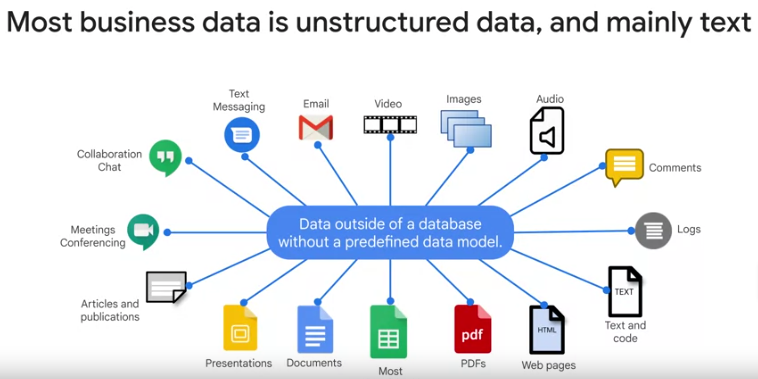 Most business data is unstructured data, and mainly text
Text
Messaging
Email
Video
Images
Audio
Collaboration
Chat
Comments
Meetings
Conferencing
Data outside of a database
without a predefined data model.
Logs
Articles and
publications
TEXT
Text and
code
pdf
HTML
Presentations
Documents
Most
PDFs
Web pages